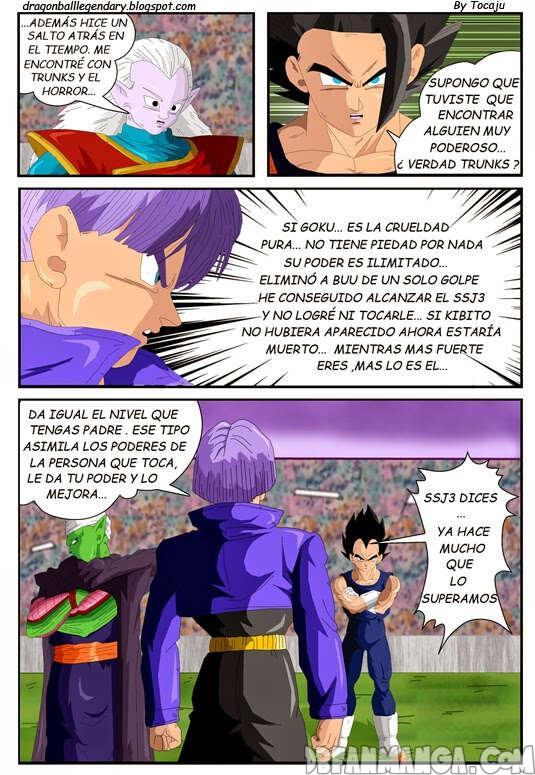 dragonballlegendary.blogspot.com
By Tocaju
...ADEMÁS HICE UN
SALTO ATRÁS EN
EL TIEMPO. ME
ENCONTRÉ CON
TRUNKS Y EL
HORROR...
SUPONGO QUE
TUVISTE QUE
ENCONTRAR
ALGUIEN MUY
PODEROSO...
¿ VERDAD TRUNKS ?
SI GOKU... ES LA CRUELDAD
PURA... NO TIENE PIEDAD POR NADA
SU PODER ES ILIMITADO...
ELIMINÓ A BUU DE UN SOLO GOLPE
HE CONSEGUIDO ALCANZAR EL SSJ3
Y NO LOGRÉ NI TOCARLE... SI KIBITO
NO HUBIERA APARECIDO AHORA ESTARÍA
MUERTO... MIENTRAS MAS FUERTE
ERES ,MAS LO ES EL...
DA IGUAL EL NIVEL QUE
TENGAS PADRE . ESE TIPO
ASIMILA LOS PODERES DE
LA PERSONA QUE TOCA,
LE DA TU PODER Y LO
MEJORA...
SSJ3 DICES
...
YA HACE
MUCHO
QUE
LO
SUPERAMOS
DBFANMANGA.COM